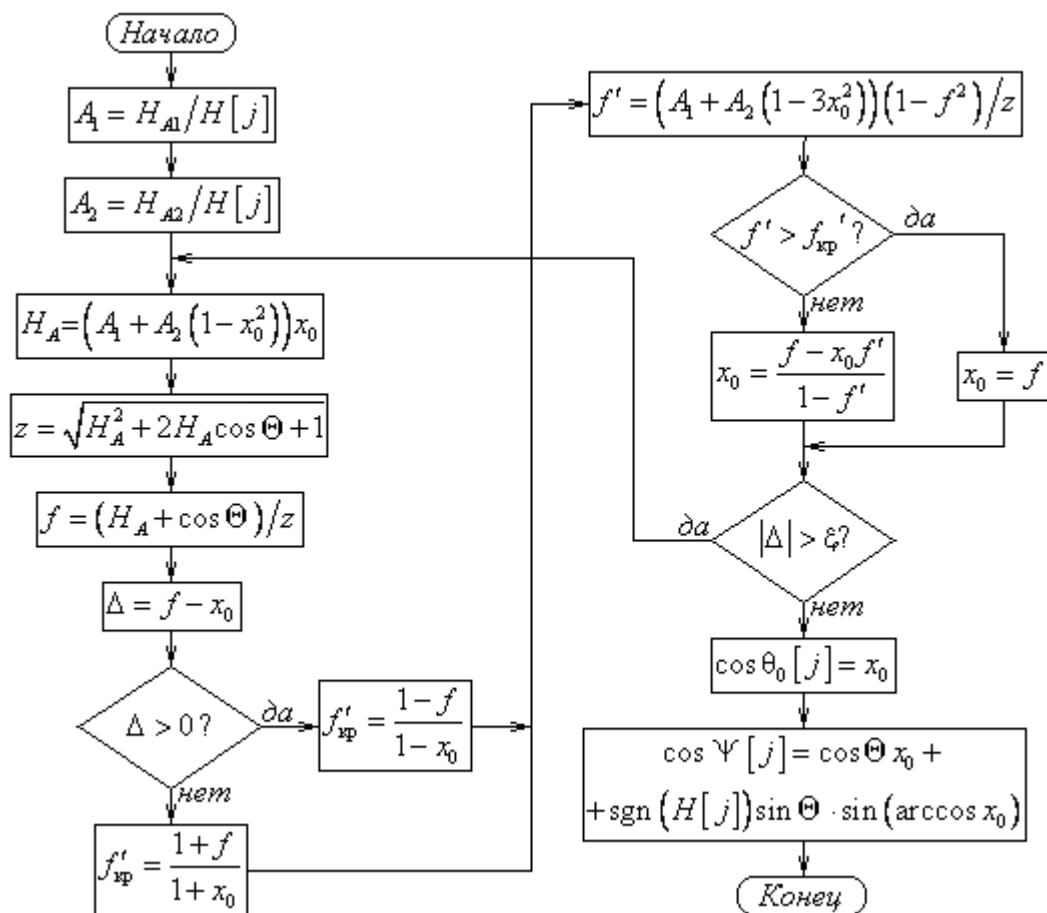 Начало
A₁ = H_A1/H[j]
A₂ = H_A2/H[j]
H_A=(A₁ + A₂(1 − x₀²))x₀
z = √(H_A² + 2H_A cos Θ + 1)
f = (H_A + cos Θ)/z
Δ = f − x₀
Δ > 0 ?
да
f′кр = (1 − f)/(1 − x₀)
нет
f′кр = (1 + f)/(1 + x₀)
f′ = (A₁ + A₂(1 − 3x₀²))(1 − f²)/z
f′ > fкр′ ?
да
нет
x₀ = (f − x₀f′)/(1 − f′)
x₀ = f
|Δ| > ξ?
да
нет
cos θ₀[j] = x₀
cos Ψ[j] = cos Θ x₀ +
+ sgn(H[j]) sin Θ · sin(arccos x₀)
Конец